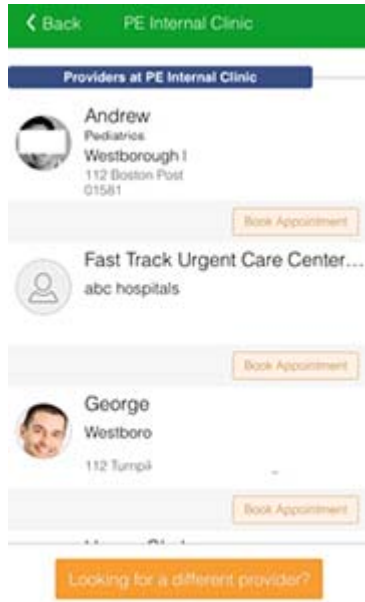 Back PE Internal Clinic
Providers at PE Internal Clinic
Andrew
Pediatrics
Westborough I
112 Boston Post
01581
Book Appointment
Fast Track Urgent Care Center...
abc hospitals
Book Appointment
George
Westboro
112 Turnpi
Book Appointment
Looking for a different provider?